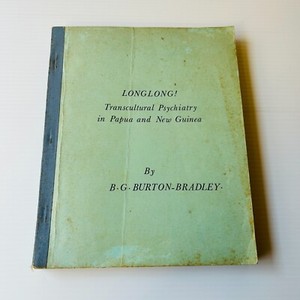 LONGLONG!
Transcultural Psychiatry
in Papua and New Guinea
By
B·G·BURTON-BRADLEY·